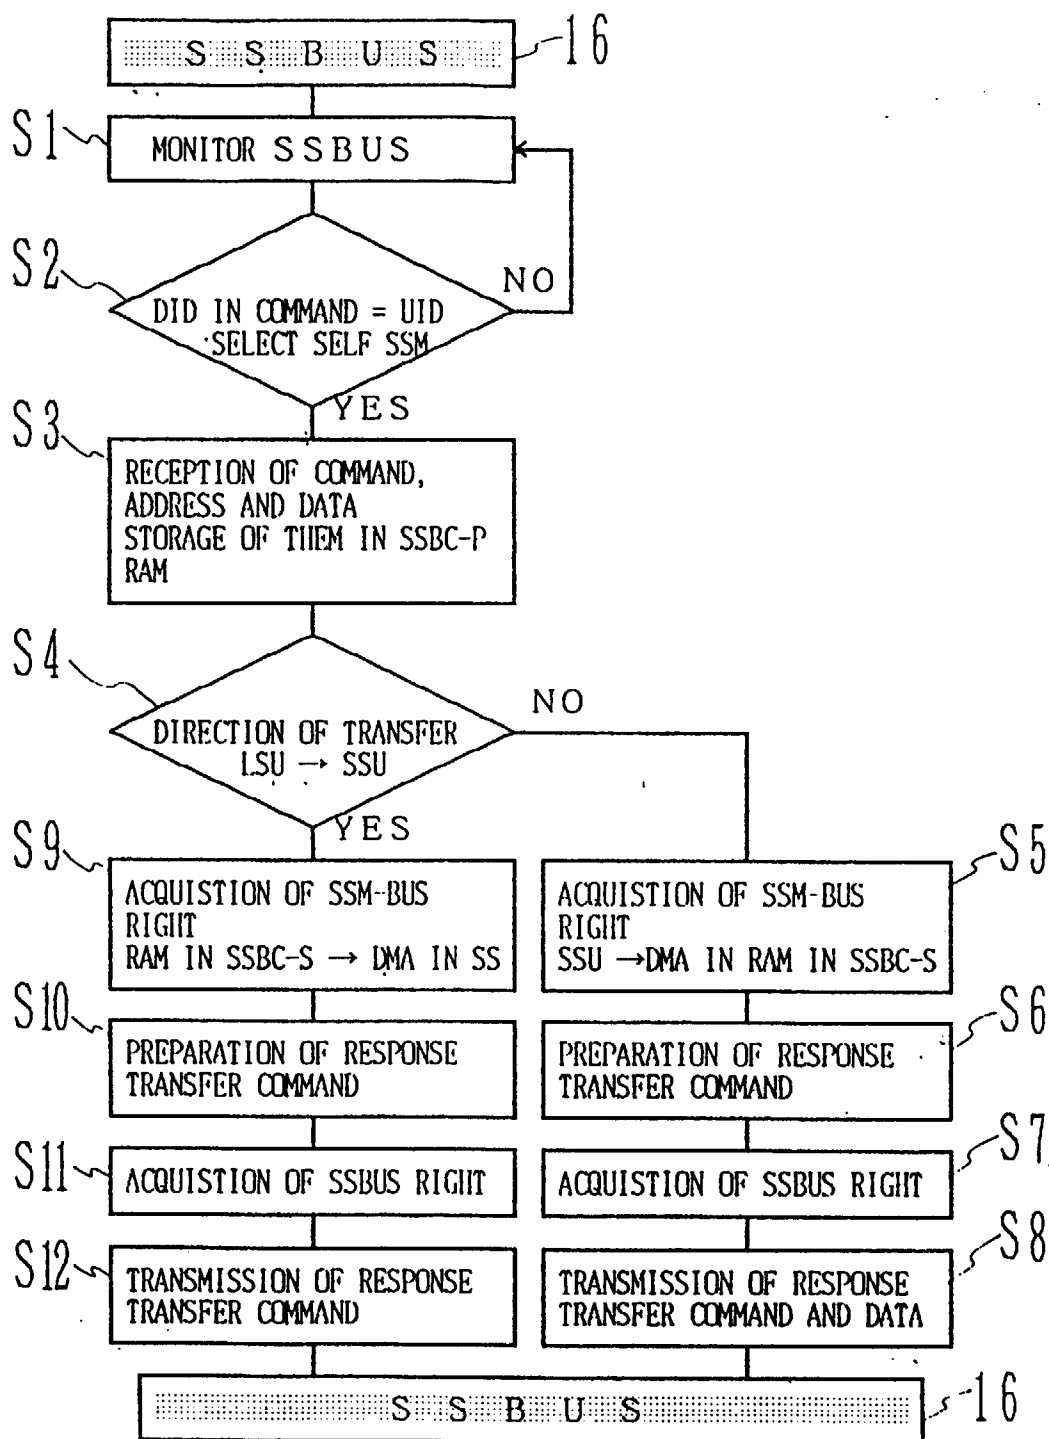 S S B U S
16
S1
MONITOR SSBUS
S2
NO
DID IN COMMAND = UID
SELECT SELF SSM
YES
S3
RECEPTION OF COMMAND,
ADDRESS AND DATA
STORAGE OF THEM IN SSBC-P
RAM
S4
NO
DIRECTION OF TRANSFER
LSU → SSU
YES
S9
ACQUISTION OF SSM-BUS
RIGHT
RAM IN SSBC-S → DMA IN SS
S5
ACQUISTION OF SSM-BUS
RIGHT
SSU →DMA IN RAM IN SSBC-S
S10
PREPARATION OF RESPONSE
TRANSFER COMMAND
S6
PREPARATION OF RESPONSE
TRANSFER COMMAND
S11
ACQUISTION OF SSBUS RIGHT
S7
ACQUISTION OF SSBUS RIGHT
S12
TRANSMISSION OF RESPONSE
TRANSFER COMMAND
S8
TRANSMISSION OF RESPONSE
TRANSFER COMMAND AND DATA
S S B U S
16